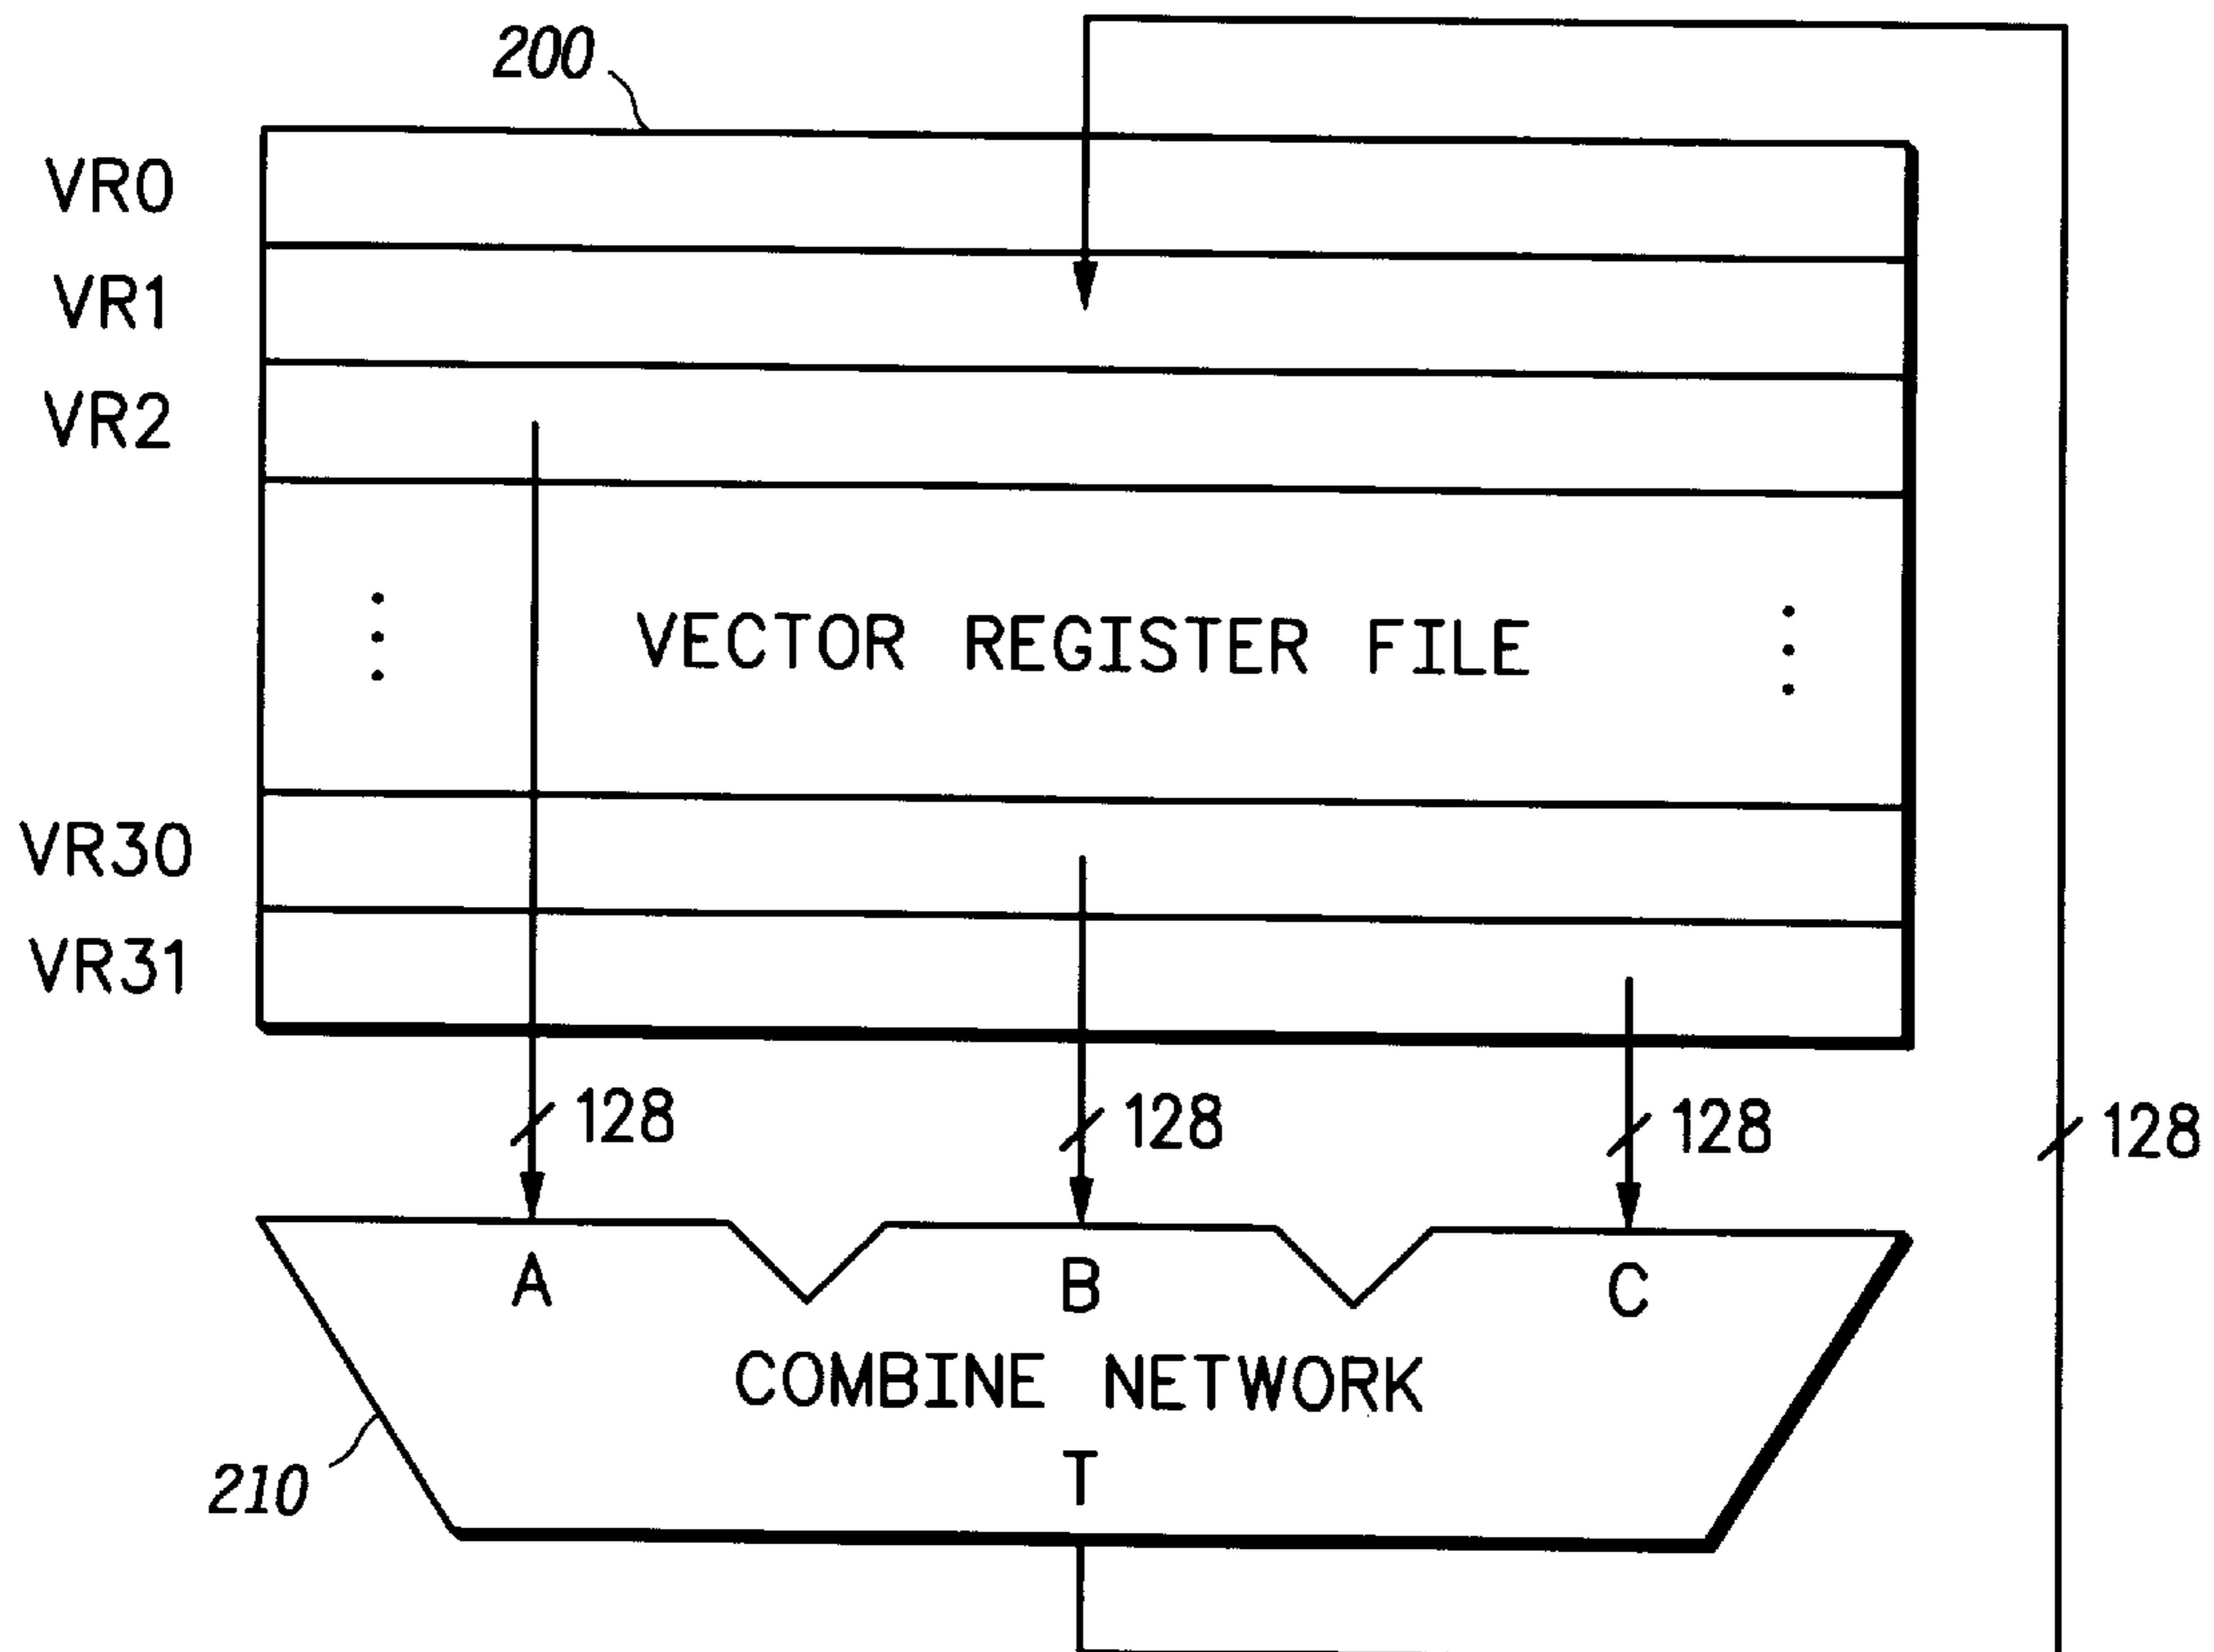 200
VR0
VR1
VR2
VECTOR REGISTER FILE
VR30
VR31
128 128 128 128
A B C
COMBINE NETWORK
T
210